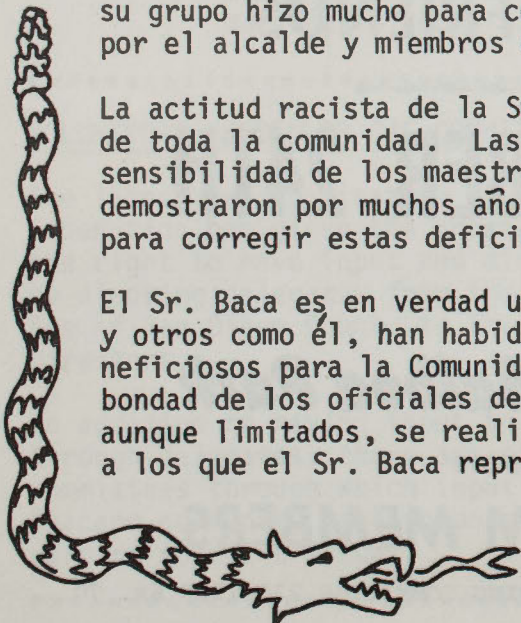 su grupo hizo mucho para c
por el alcalde y miembros
La actitud racista de la S
de toda la comunidad. Las
sensibilidad de los maestr
demostraron por muchos año
para corregir estas defici
El Sr. Baca es en verdad u
y otros como él, han habid
neficiosos para la Comunid
bondad de los oficiales de
aunque limitados, se reali
a los que el Sr. Baca repr